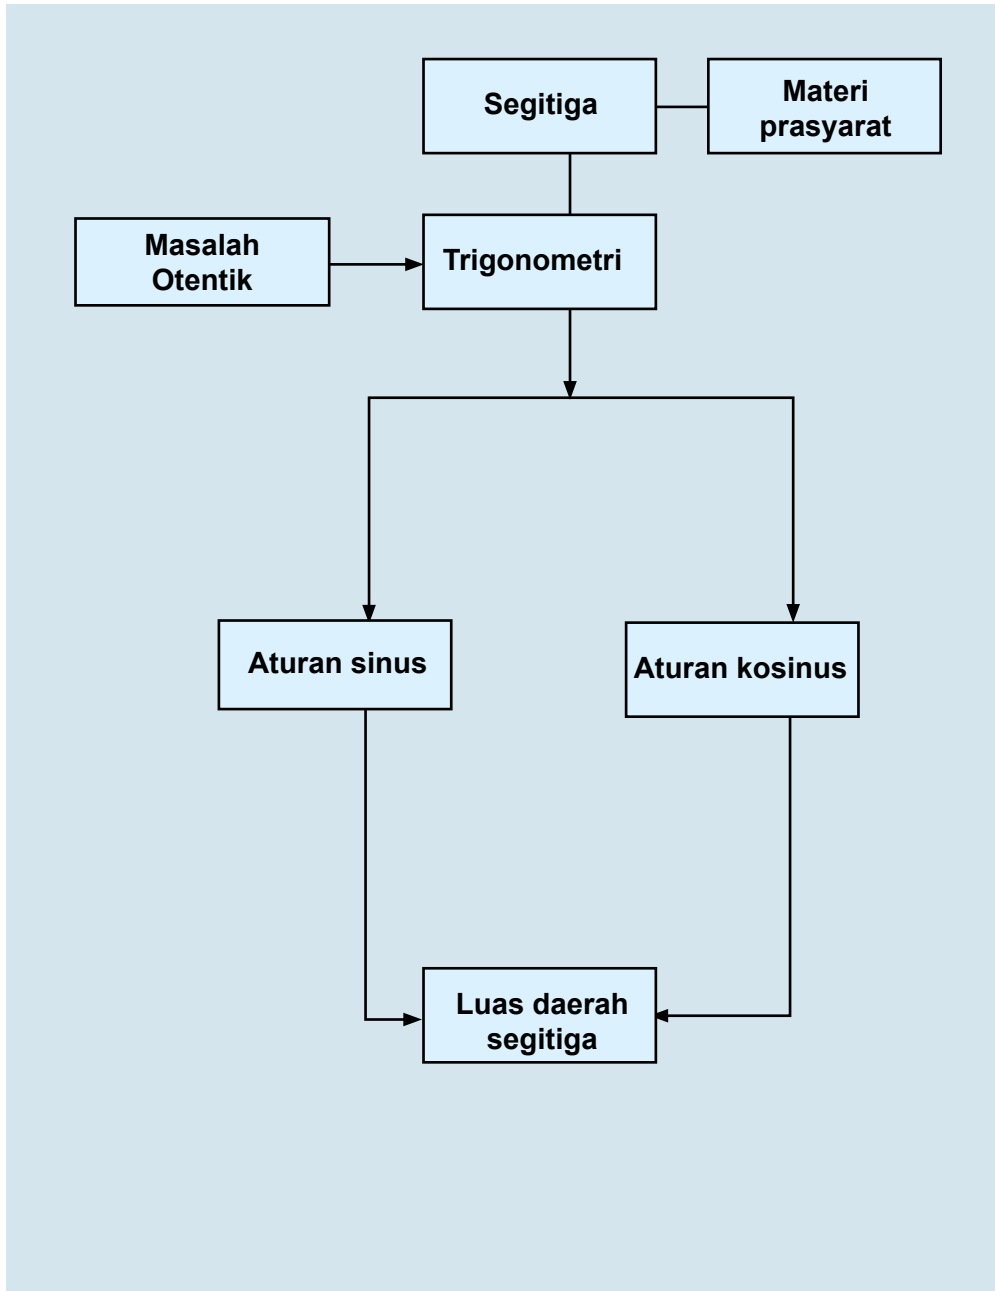 Segitiga
Materi
prasyarat
Masalah
Otentik
Trigonometri
Aturan sinus
Aturan kosinus
Luas daerah
segitiga